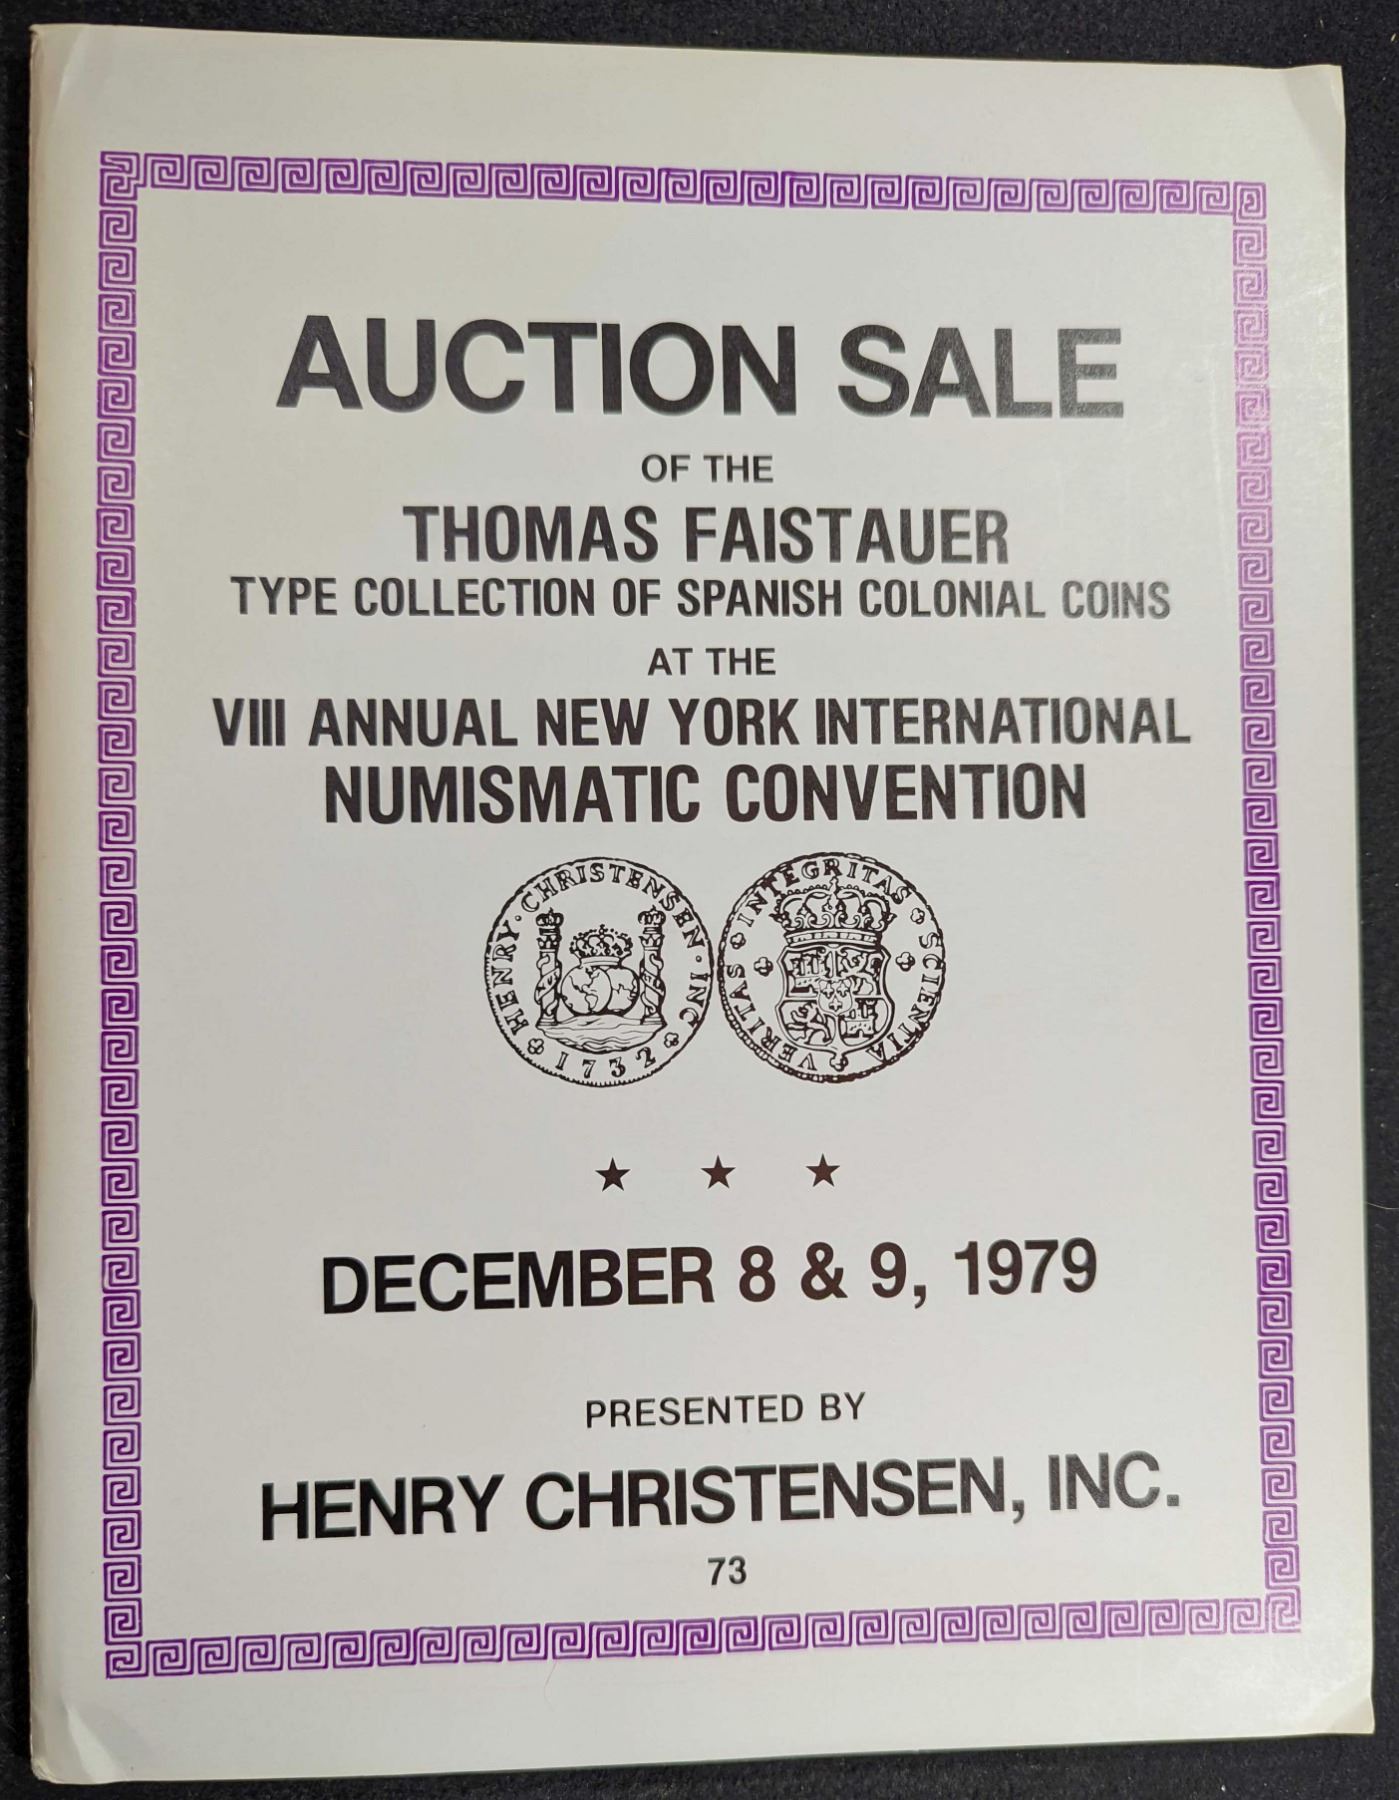 AUCTION SALE
OF THE
THOMAS FAISTAUER
TYPE COLLECTION OF SPANISH COLONIAL COINS
AT THE
VIII ANNUAL NEW YORK INTERNATIONAL
NUMISMATIC CONVENTION
HENRY·CHRISTENSEN·INC
1732
VERITAS INTEGRITAS SCIENTIA
DECEMBER 8 & 9, 1979
PRESENTED BY
HENRY CHRISTENSEN, INC.
73